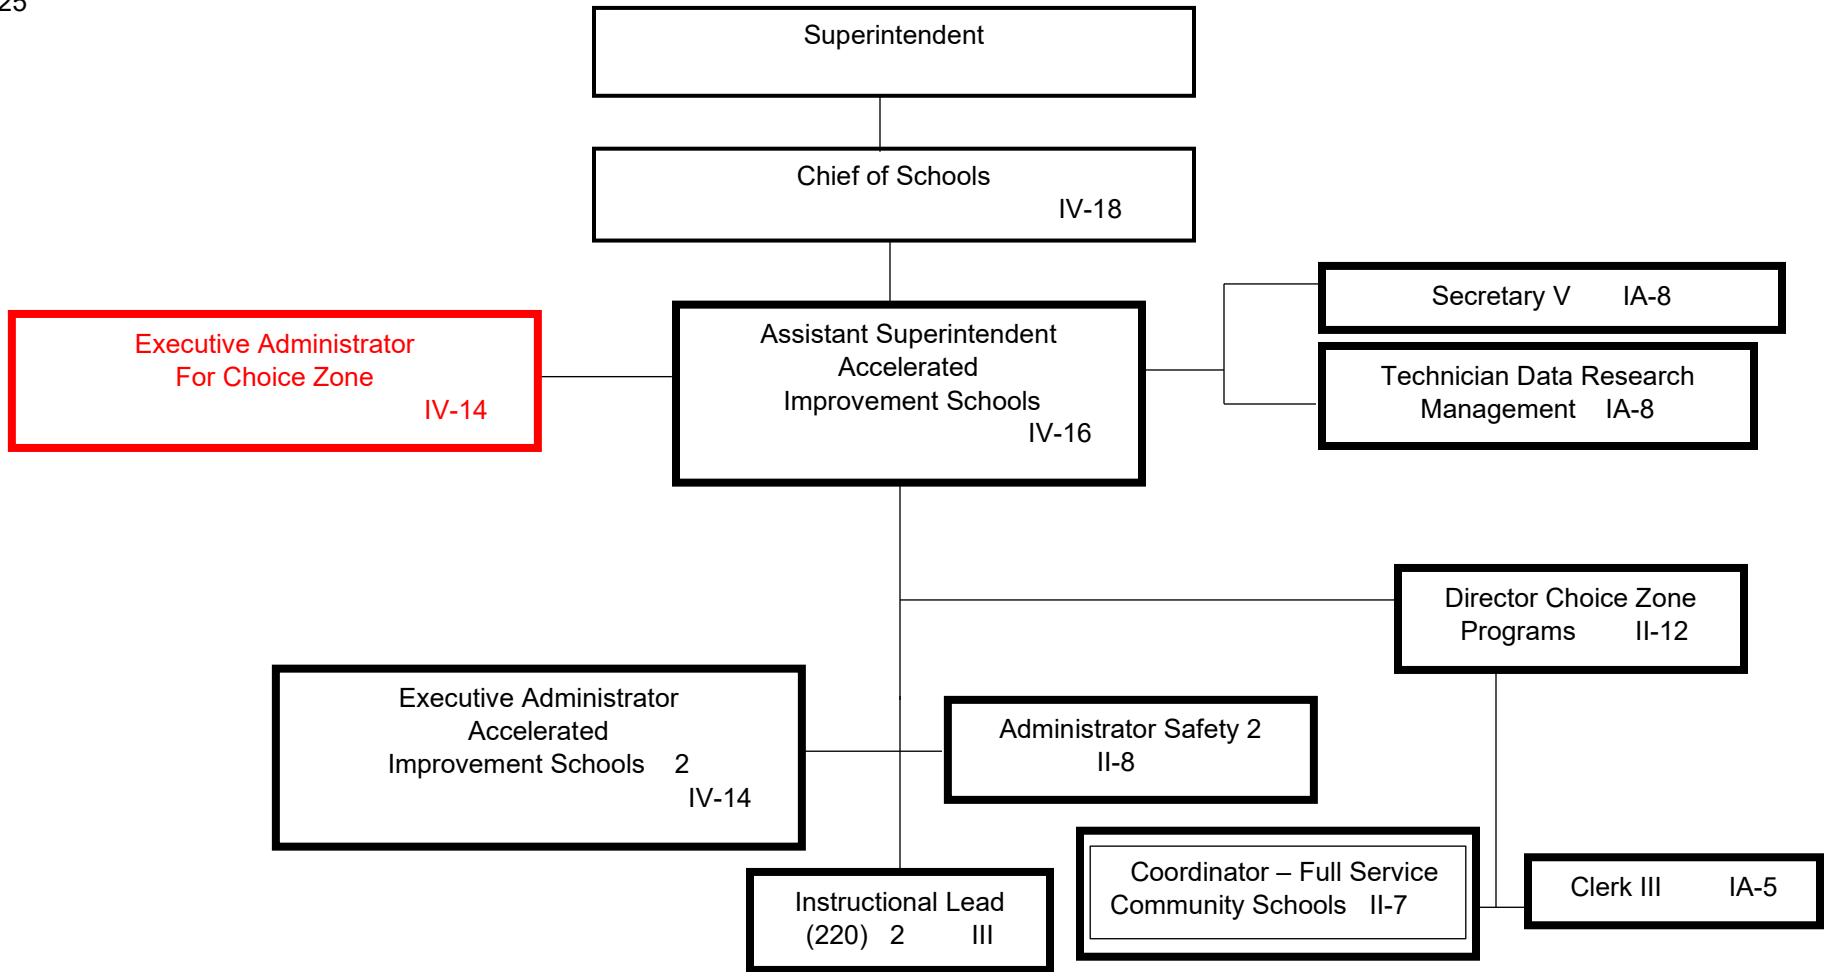 Superintendent
Chief of Schools
IV-18
Secretary V IA-8
Executive Administrator
For Choice Zone
IV-14
Assistant Superintendent
Accelerated
Improvement Schools
IV-16
Technician Data Research
Management IA-8
Director Choice Zone
Programs II-12
Executive Administrator
Accelerated
Improvement Schools 2
IV-14
Administrator Safety 2
II-8
Instructional Lead
(220) 2 III
Coordinator – Full Service
Community Schools II-7
Clerk III IA-5